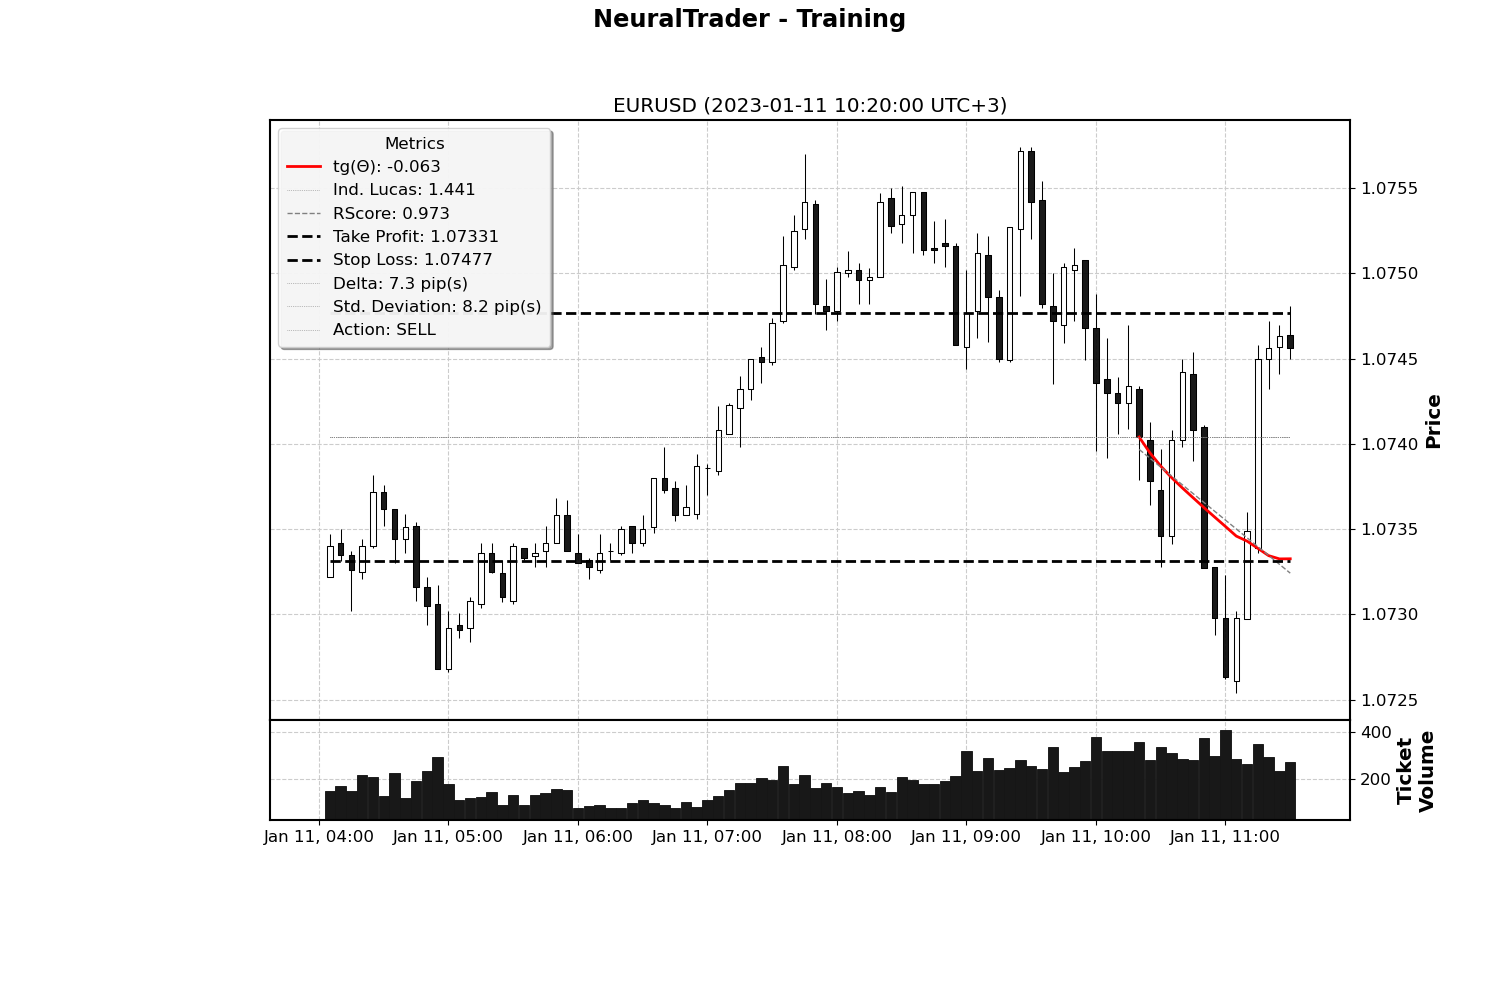 NeuralTrader - Training
EURUSD (2023-01-11 10:20:00 UTC+3)
Metrics
tg(Θ): -0.063
Ind. Lucas: 1.441
RScore: 0.973
Take Profit: 1.07331
Stop Loss: 1.07477
Delta: 7.3 pip(s)
Std. Deviation: 8.2 pip(s)
Action: SELL
1.0755
1.0750
1.0745
1.0740
1.0735
1.0730
1.0725
Price
400
200
Ticket
Volume
Jan 11, 04:00
Jan 11, 05:00
Jan 11, 06:00
Jan 11, 07:00
Jan 11, 08:00
Jan 11, 09:00
Jan 11, 10:00
Jan 11, 11:00